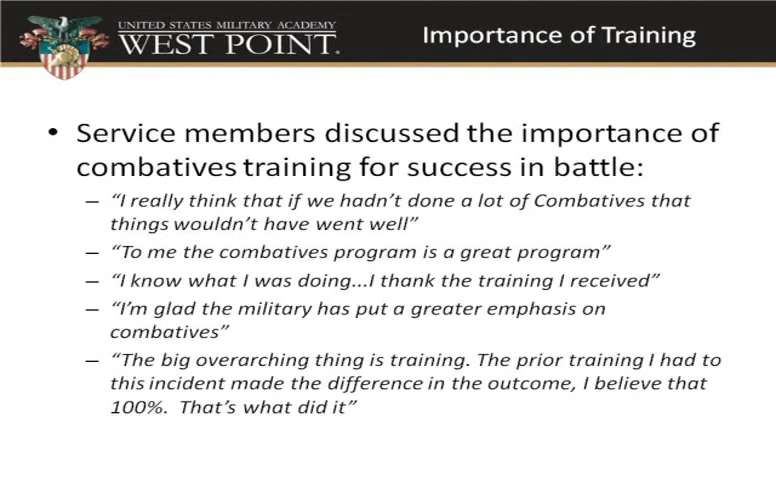 UNITED STATES MILITARY ACADEMY
WEST POINT.
Importance of Training
• Service members discussed the importance of
combatives training for success in battle:
– “I really think that if we hadn’t done a lot of Combatives that
things wouldn’t have went well”
– “To me the combatives program is a great program”
– “I know what I was doing...I thank the training I received”
– “I’m glad the military has put a greater emphasis on
combatives”
– “The big overarching thing is training. The prior training I had to
this incident made the difference in the outcome, I believe that
100%. That’s what did it”